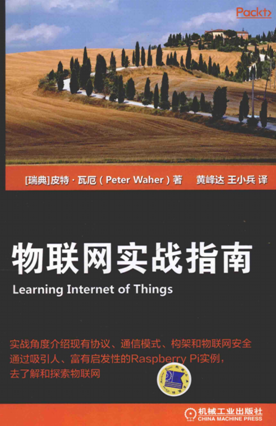 Packt>
[瑞典]皮特·瓦厄（Peter Waher）著 黄峰达 王小兵 译
物联网实战指南
Learning Internet of Things
实战角度介绍现有协议、通信模式、构架和物联网安全
通过吸引人、富有启发性的Raspberry Pi实例，
去了解和探索物联网
机械工业出版社